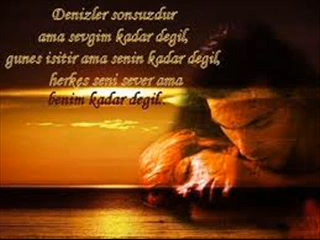 Denizler sonsuzdur
ama sevgim kadar degil,
gunes isitir ama senin kadar degil,
herkes seni sever ama
benim kadar degil..